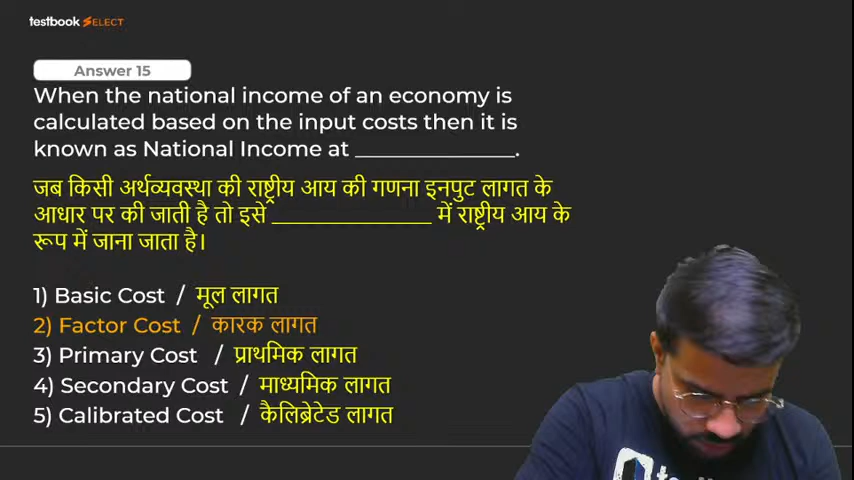 testbook SELECT
Answer 15
When the national income of an economy is
calculated based on the input costs then it is
known as National Income at ______________.
जब किसी अर्थव्यवस्था की राष्ट्रीय आय की गणना इनपुट लागत के
आधार पर की जाती है तो इसे ______________ में राष्ट्रीय आय के
रूप में जाना जाता है।
1) Basic Cost / मूल लागत
2) Factor Cost / कारक लागत
3) Primary Cost / प्राथमिक लागत
4) Secondary Cost / माध्यमिक लागत
5) Calibrated Cost / कैलिब्रेटेड लागत